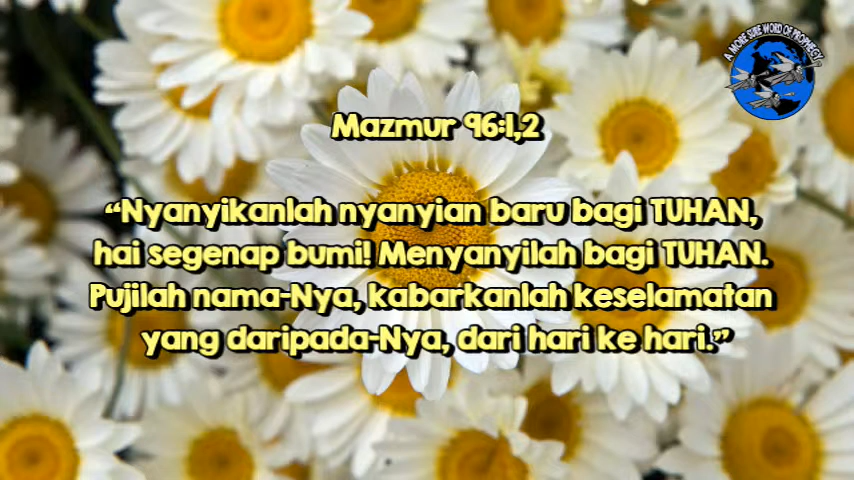 A MORE SURE WORD OF PROPHECY
Mazmur 96:1,2
“Nyanyikanlah nyanyian baru bagi TUHAN,
hai segenap bumi! Menyanyilah bagi TUHAN.
Pujilah nama-Nya, kabarkanlah keselamatan
yang daripada-Nya, dari hari ke hari.”